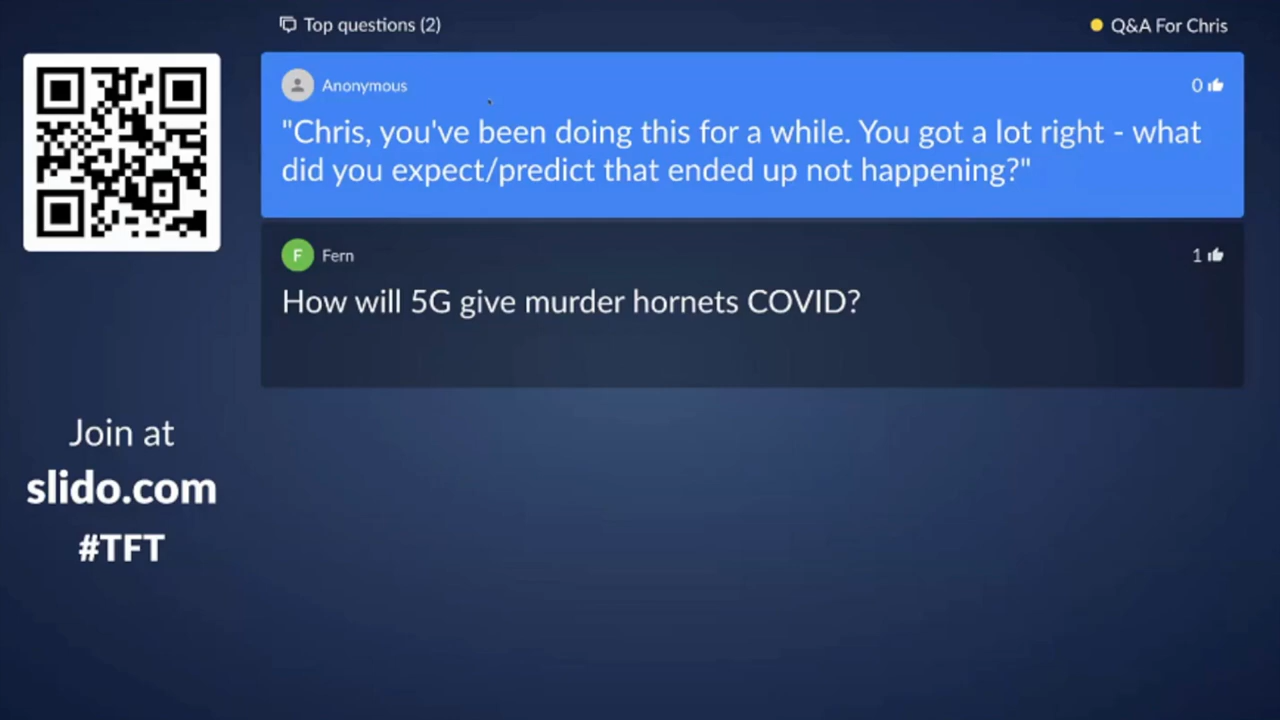 Top questions (2)
Q&A For Chris
Anonymous
0
"Chris, you've been doing this for a while. You got a lot right - what
did you expect/predict that ended up not happening?"
F
Fern
1
How will 5G give murder hornets COVID?
Join at
slido.com
#TFT